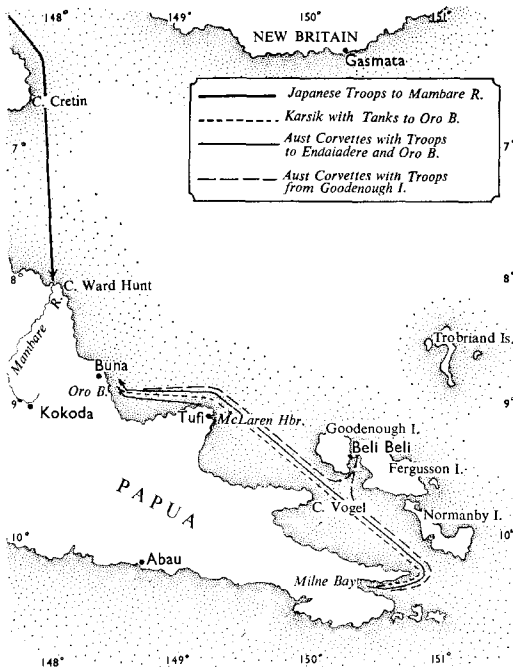 148°
149°
150°
151°
NEW BRITAIN
Gasmata
C. Cretin
Japanese Troops to Mambare R.
Karsik with Tanks to Oro B.
Aust Corvettes with Troops
to Endaiadere and Oro B.
Aust Corvettes with Troops
from Goodenough I.
7°
7°
8°
8°
C. Ward Hunt
Mambare R.
Trobriand Is.
Buna
Oro B.
9°
9°
Kokoda
Tufi
McLaren Hbr.
Goodenough I.
Beli Beli
Fergusson I.
PAPUA
C. Vogel
Normanby I.
10°
10°
Abau
Milne Bay
148°
149°
150°
151°